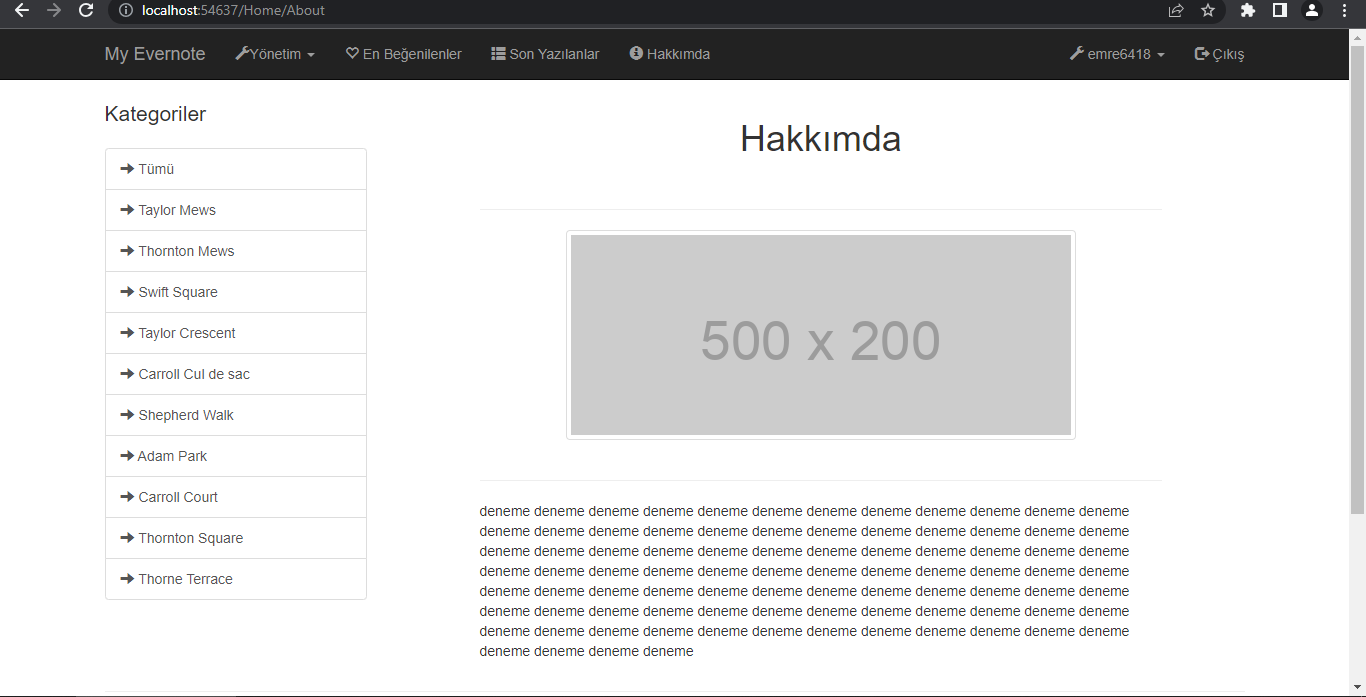 localhost:54637/Home/About
My Evernote Yönetim En Beğenilenler Son Yazılanlar Hakkımda emre6418 Çıkış
Kategoriler
Tümü
Taylor Mews
Thornton Mews
Swift Square
Taylor Crescent
Carroll Cul de sac
Shepherd Walk
Adam Park
Carroll Court
Thornton Square
Thorne Terrace
Hakkımda
500 x 200
deneme deneme deneme deneme deneme deneme deneme deneme deneme deneme deneme deneme
deneme deneme deneme deneme deneme deneme deneme deneme deneme deneme deneme deneme
deneme deneme deneme deneme deneme deneme deneme deneme deneme deneme deneme deneme
deneme deneme deneme deneme deneme deneme deneme deneme deneme deneme deneme deneme
deneme deneme deneme deneme deneme deneme deneme deneme deneme deneme deneme deneme
deneme deneme deneme deneme deneme deneme deneme deneme deneme deneme deneme deneme
deneme deneme deneme deneme deneme deneme deneme deneme deneme deneme deneme deneme
deneme deneme deneme deneme